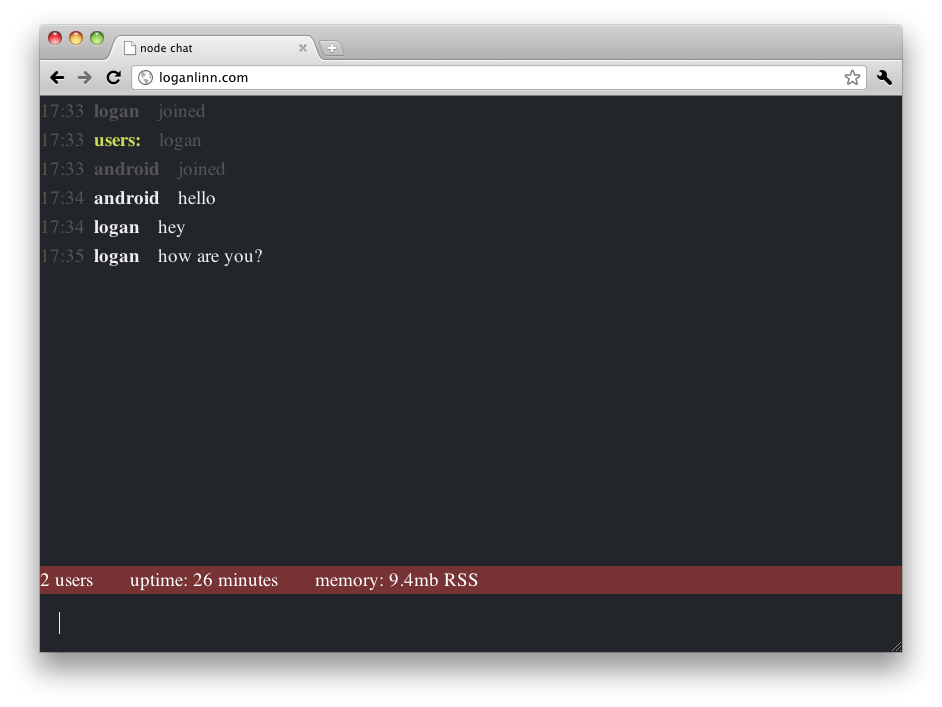 node chat
loganlinn.com
17:33 logan joined
17:33 users: logan
17:33 android joined
17:34 android hello
17:34 logan hey
17:35 logan how are you?
2 users uptime: 26 minutes memory: 9.4mb RSS